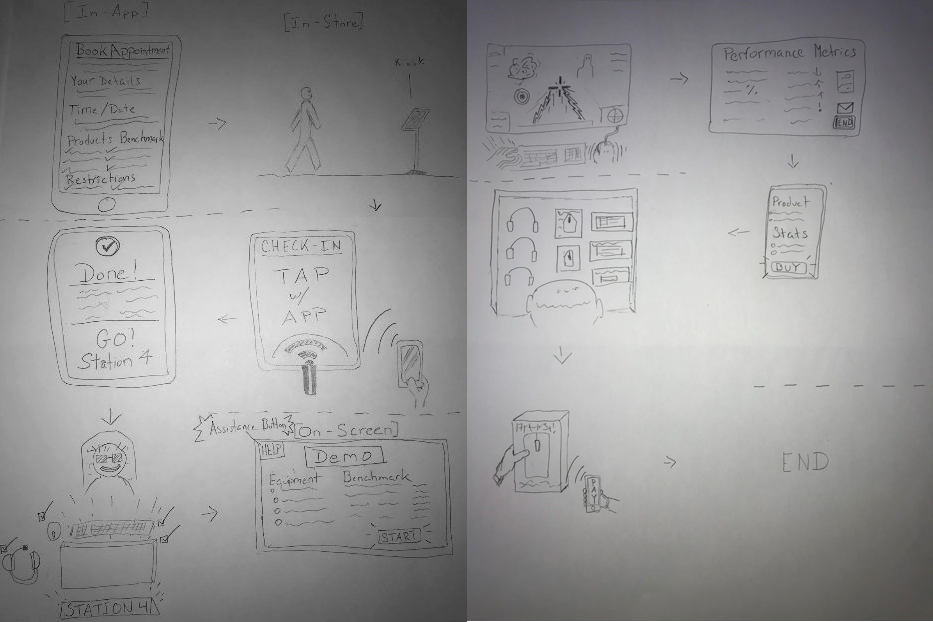 [In-App]
[In-Store]
Book Appointment
Your Details
Time/Date
Products Benchmark
Restrictions
Kiosk
CHECK-IN
TAP
w/
APP
Done!
GO!
Station 4
STATION 4
Assistance Button
[On-Screen]
HELP
Demo
Equipment Benchmark
START
Performance Metrics
%
END
Product
Stats
BUY
PAY
END